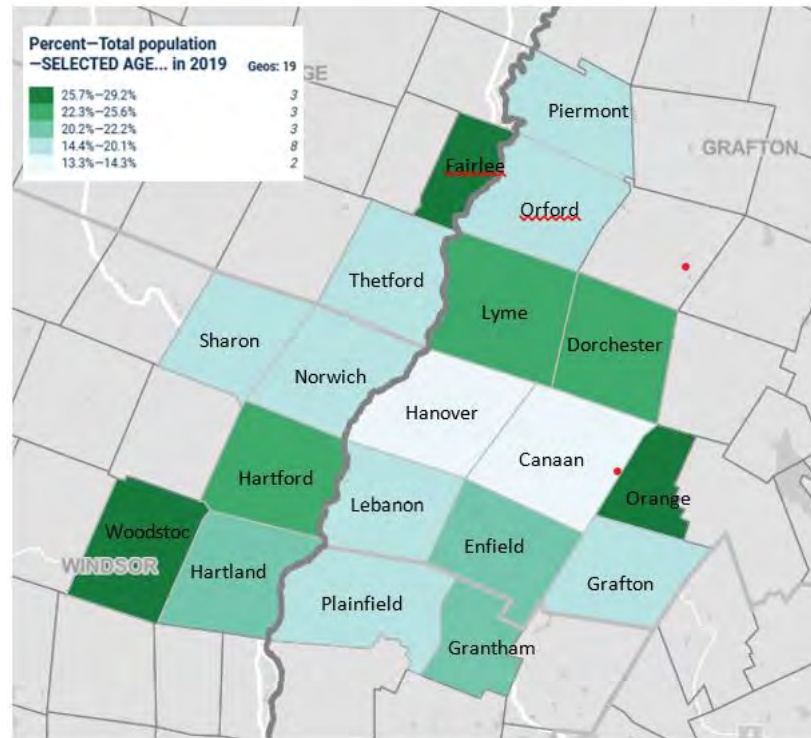 Percent—Total population
—SELECTED AGE... in 2019 Geos: 19
25.7%—29.2% 3
22.3%—25.6% 3
20.2%—22.2% 3
14.4%—20.1% 8
13.3%—14.3% 2
GE
Piermont
GRAFTON
Fairlee
Orford
Thetford
Lyme
Sharon
Dorchester
Norwich
Hanover
Canaan
Hartford
Orange
Lebanon
Woodstoc
Enfield
WINDSOR
Hartland
Grafton
Plainfield
Grantham